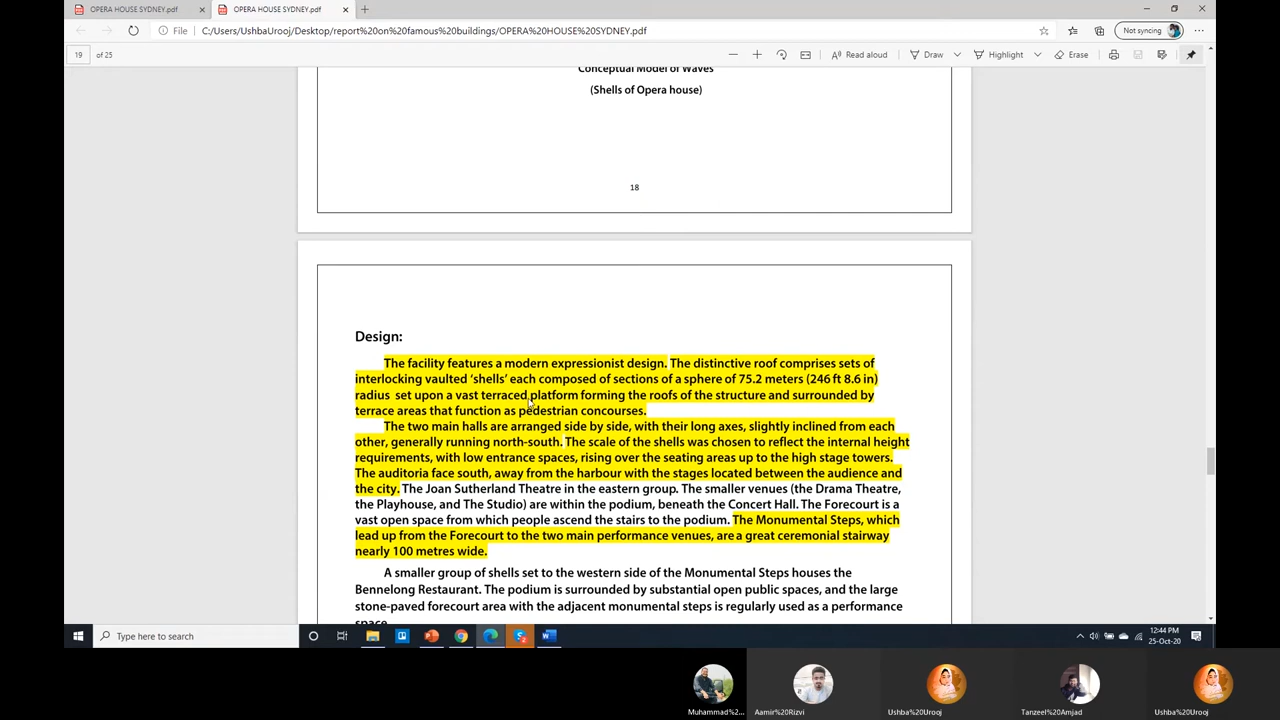 OPERA HOUSE SYDNEY.pdf
OPERA HOUSE SYDNEY.pdf
File
C:/Users/UshbaUrooj/Desktop/report%20on%20famous%20buildings/OPERA%20HOUSE%20SYDNEY.pdf
Not syncing
19 of 25
Read aloud
Draw
Highlight
Erase
Conceptual Model of Waves
(Shells of Opera house)
18
Design:
The facility features a modern expressionist design. The distinctive roof comprises sets of
interlocking vaulted ‘shells’ each composed of sections of a sphere of 75.2 meters (246 ft 8.6 in)
radius set upon a vast terraced platform forming the roofs of the structure and surrounded by
terrace areas that function as pedestrian concourses.
The two main halls are arranged side by side, with their long axes, slightly inclined from each
other, generally running north-south. The scale of the shells was chosen to reflect the internal height
requirements, with low entrance spaces, rising over the seating areas up to the high stage towers.
The auditoria face south, away from the harbour with the stages located between the audience and
the city. The Joan Sutherland Theatre in the eastern group. The smaller venues (the Drama Theatre,
the Playhouse, and The Studio) are within the podium, beneath the Concert Hall. The Forecourt is a
vast open space from which people ascend the stairs to the podium. The Monumental Steps, which
lead up from the Forecourt to the two main performance venues, are a great ceremonial stairway
nearly 100 metres wide.
A smaller group of shells set to the western side of the Monumental Steps houses the
Bennelong Restaurant. The podium is surrounded by substantial open public spaces, and the large
stone-paved forecourt area with the adjacent monumental steps is regularly used as a performance
space.
Type here to search
12:44 PM
25-Oct-20
Muhammad%2...
Aamir%20Rizvi
Ushba%20Urooj
Tanzeel%20Amjad
Ushba%20Urooj